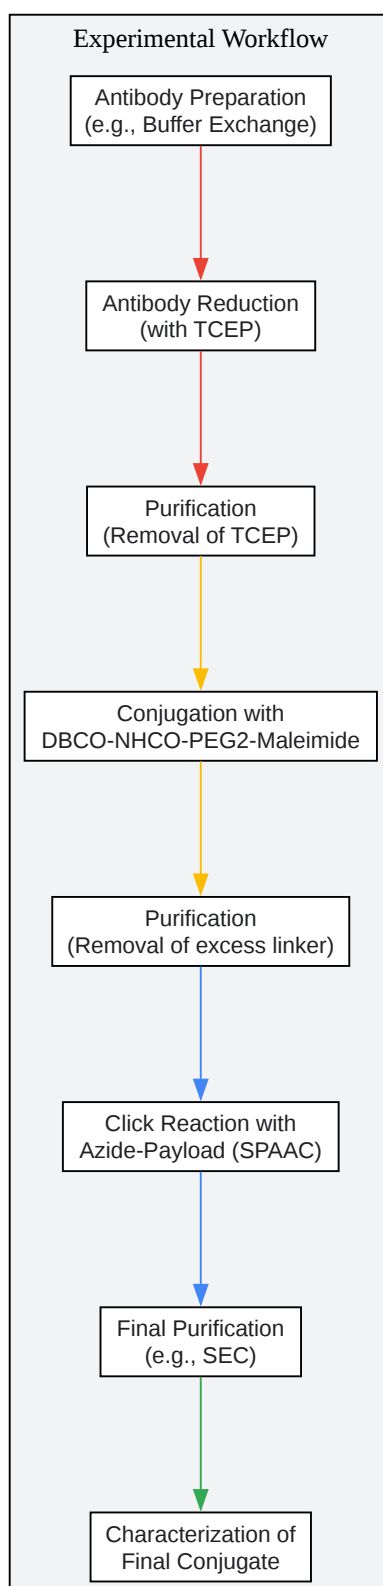 Experimental Workflow
Antibody Preparation
(e.g., Buffer Exchange)
Antibody Reduction
(with TCEP)
Purification
(Removal of TCEP)
Conjugation with
DBCO-NHCO-PEG2-Maleimide
Purification
(Removal of excess linker)
Click Reaction with
Azide-Payload (SPAAC)
Final Purification
(e.g., SEC)
Characterization of
Final Conjugate